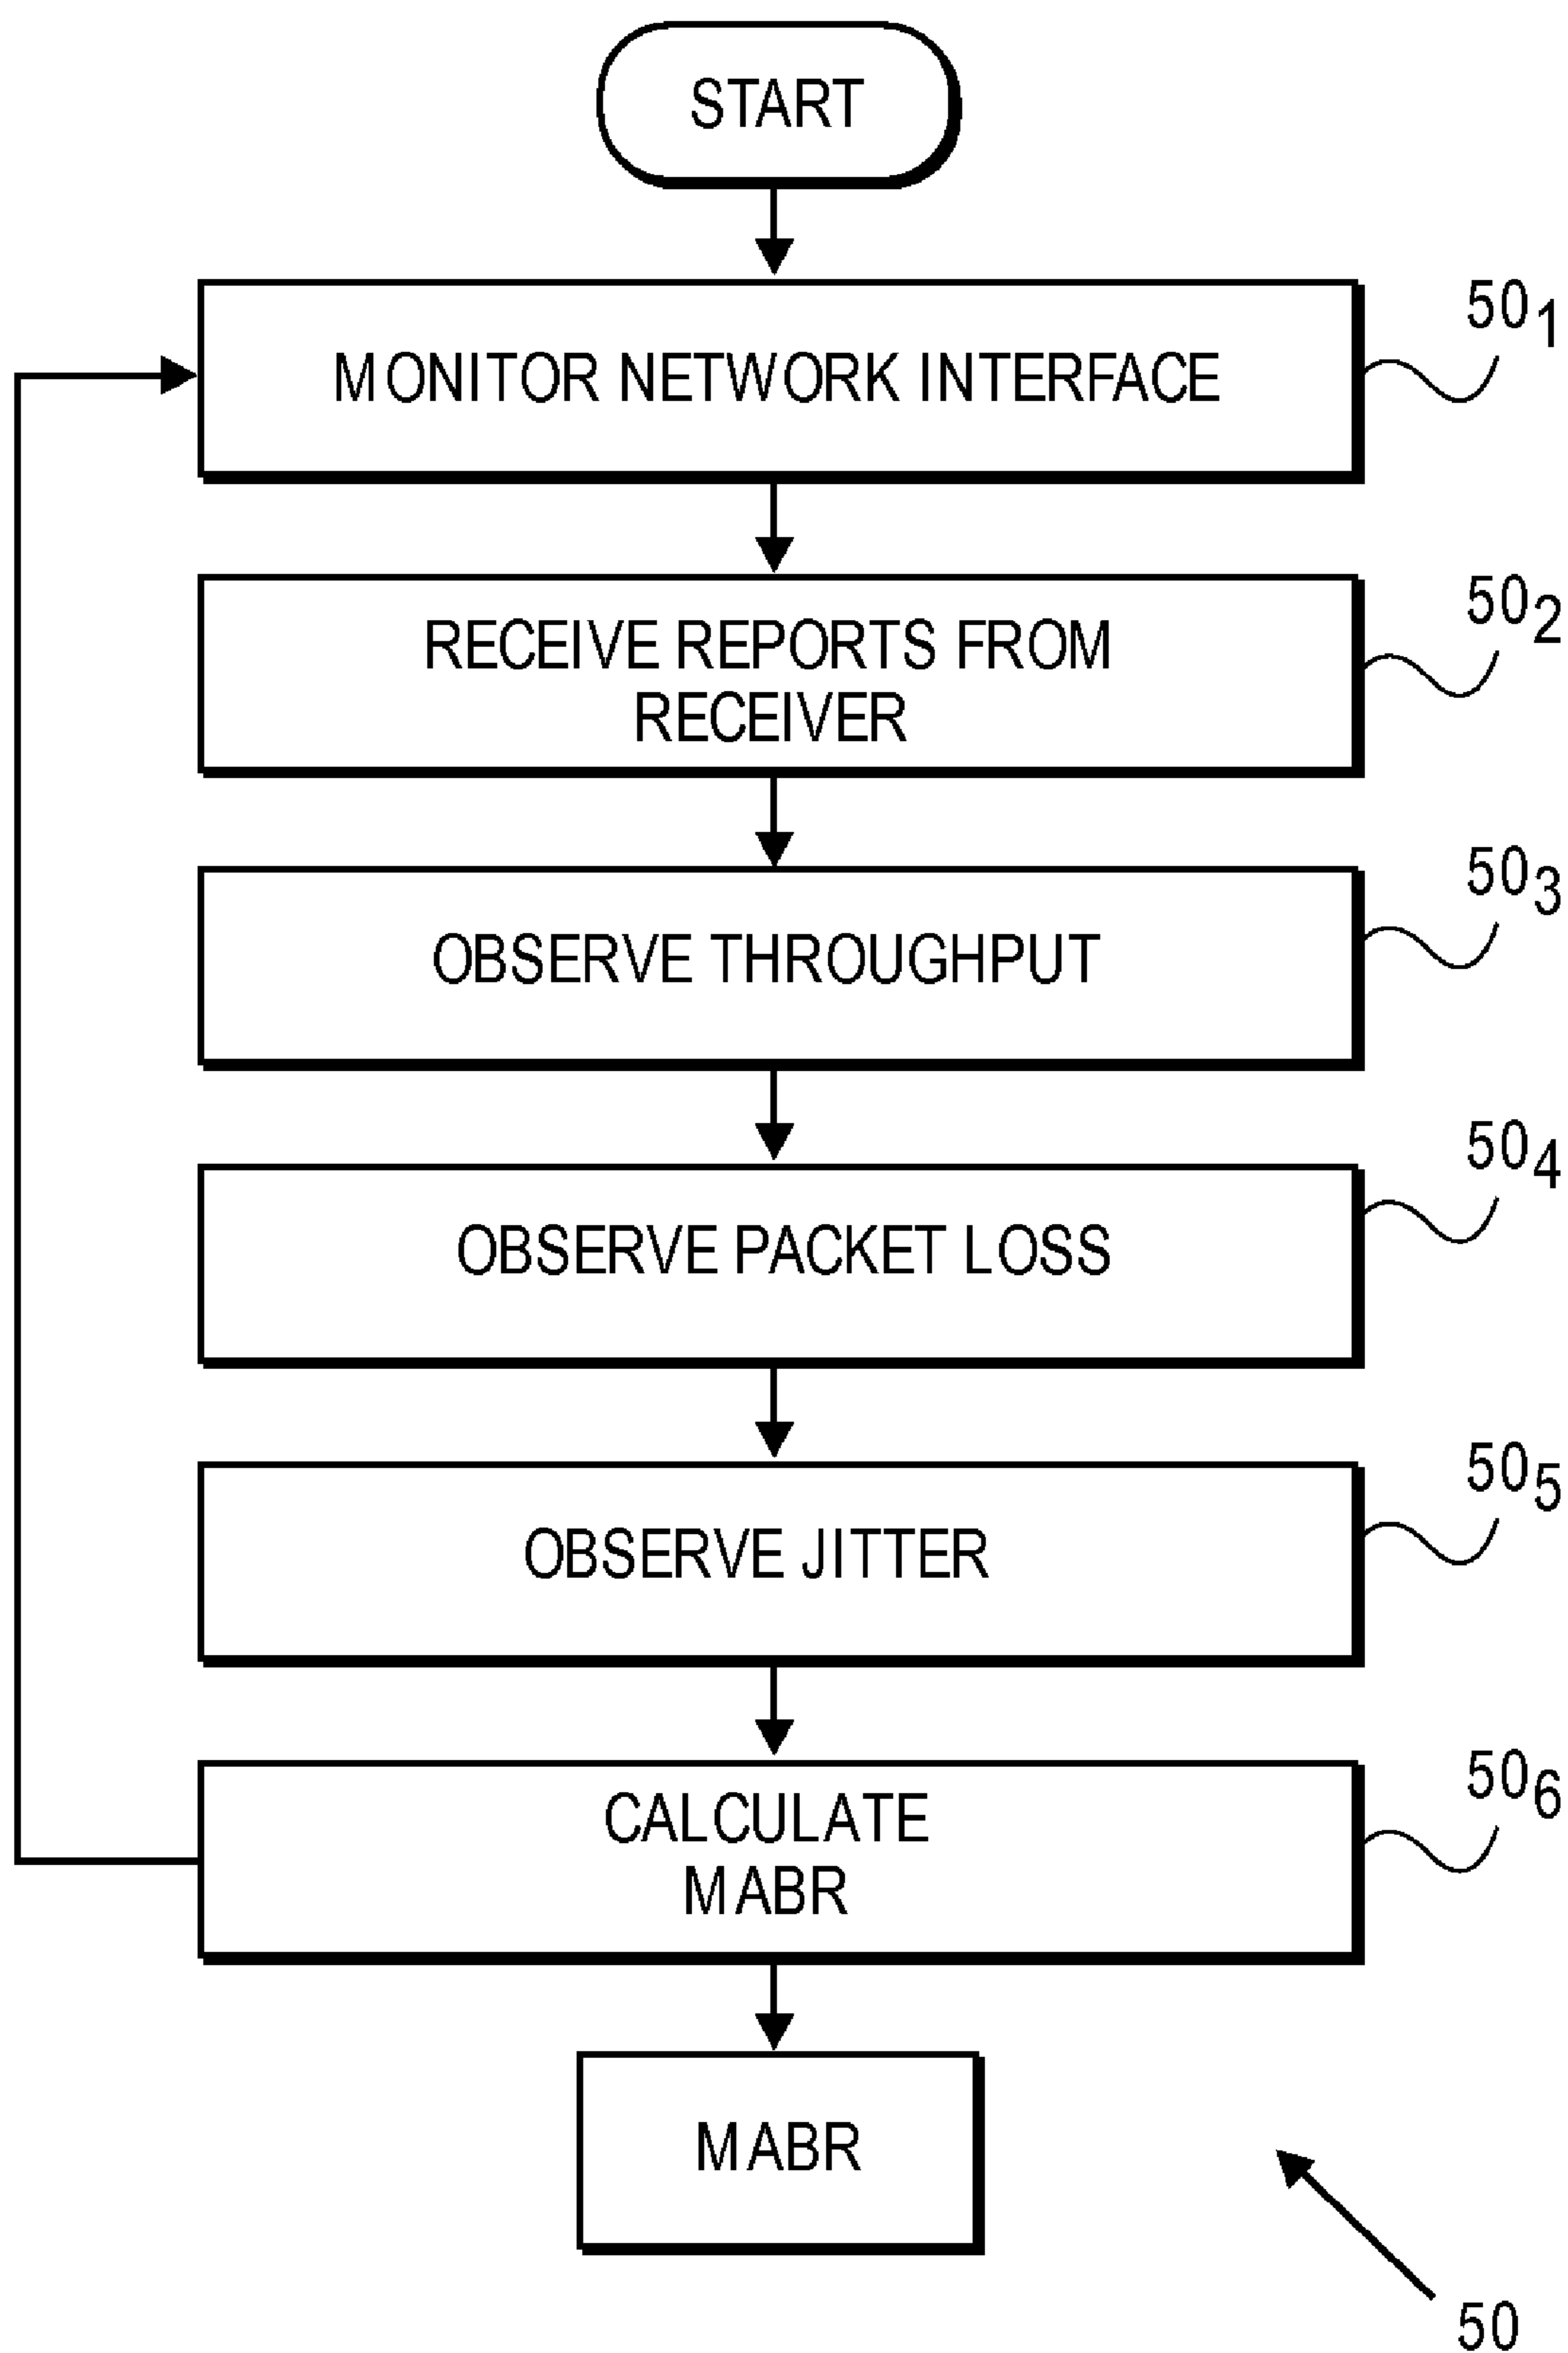 START
MONITOR NETWORK INTERFACE
50₁
RECEIVE REPORTS FROM
RECEIVER
50₂
OBSERVE THROUGHPUT
50₃
OBSERVE PACKET LOSS
50₄
OBSERVE JITTER
50₅
CALCULATE
MABR
50₆
MABR
50